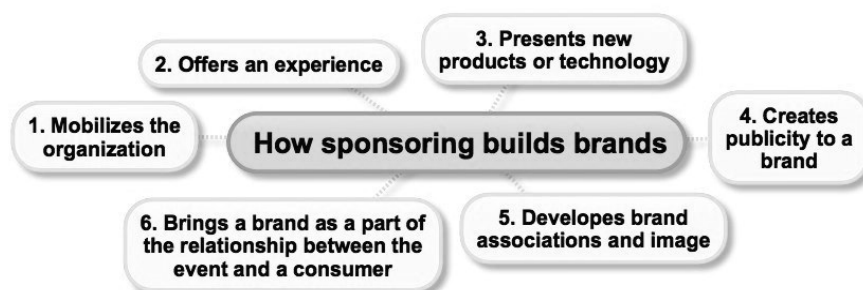 How sponsoring builds brands
1. Mobilizes the
organization
2. Offers an experience
3. Presents new
products or technology
4. Creates
publicity to a
brand
5. Developes brand
associations and image
6. Brings a brand as a part of
the relationship between the
event and a consumer